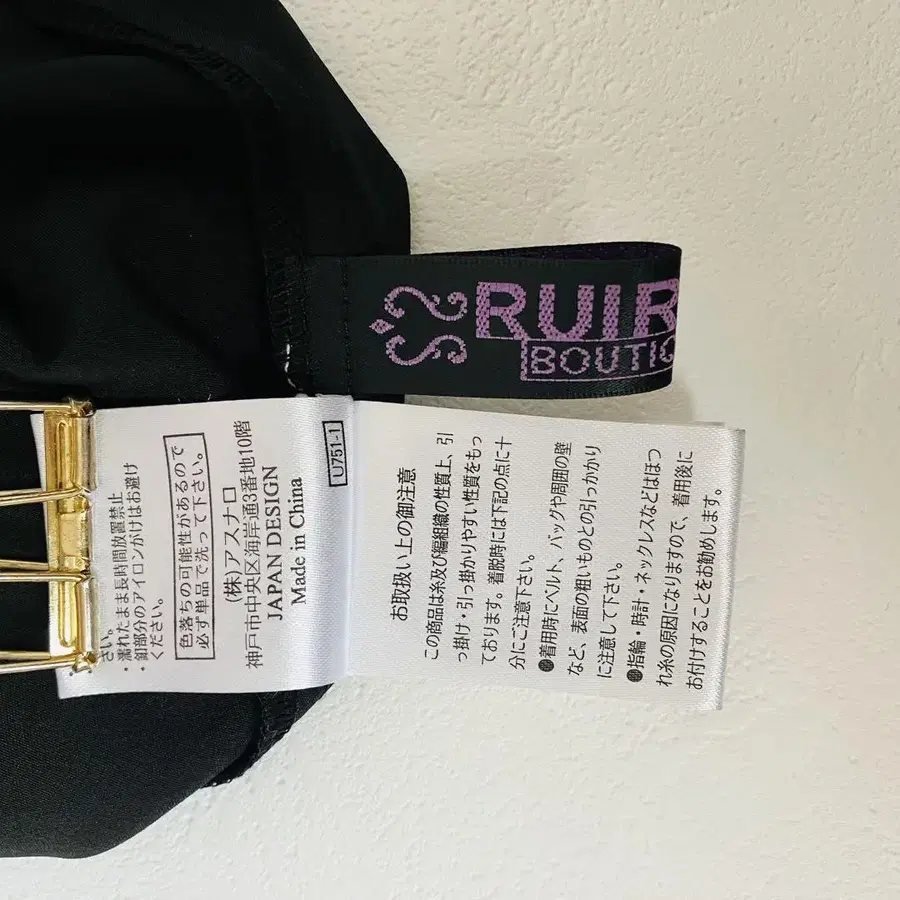 RUIR
BOUTIQ
さい。
・濡れたまま長時間放置禁止
・釦部分のアイロンがけはお避け
ください。
色落ちの可能性があるので
必ず単品で洗って下さい。
(株)アスナロ
神戸市中央区海岸通3番地10階
JAPAN DESIGN
Made in China
U751-1
お取扱い上の御注意
この商品は糸及び編組織の性質上、引
っ掛け・引っ掛かりやすい性質をもっ
ております。着脱時には下記の点に十
分にご注意下さい。
●着用時にベルト、バッグや周囲の壁
など、表面の粗いものとの引っかかり
に注意して下さい。
●指輪・時計・ネックレスなどはほつ
れ糸の原因になりますので、着用後に
お付けすることをお勧めします。